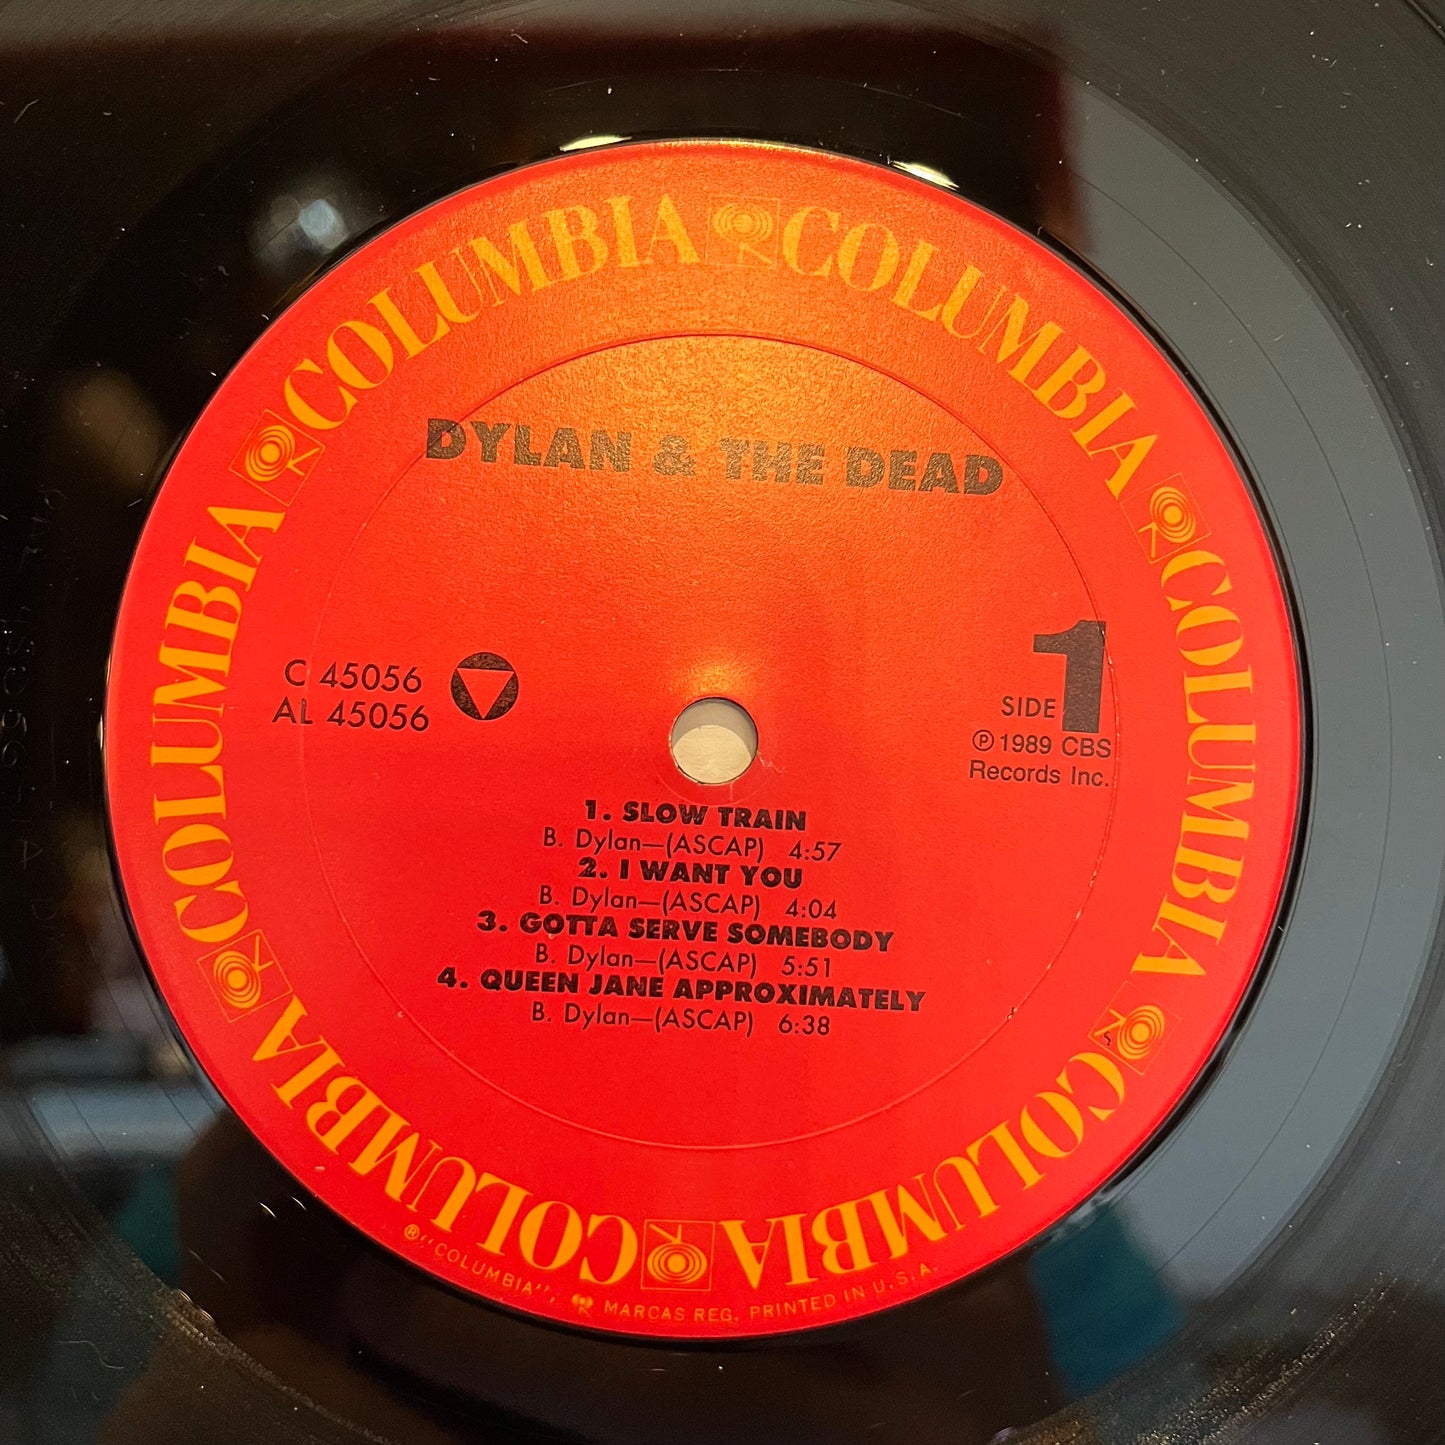 COLUMBIA COLUMBIA COLUMBIA COLUMBIA COLUMBIA COLUMBIA COLUMBIA
DYLAN & THE DEAD
C 45056
AL 45056
SIDE 1
℗ 1989 CBS
Records Inc.
1. SLOW TRAIN
B. Dylan—(ASCAP) 4:57
2. I WANT YOU
B. Dylan—(ASCAP) 4:04
3. GOTTA SERVE SOMEBODY
B. Dylan—(ASCAP) 5:51
4. QUEEN JANE APPROXIMATELY
B. Dylan—(ASCAP) 6:38
®, "COLUMBIA", MARCAS REG. PRINTED IN U.S.A.